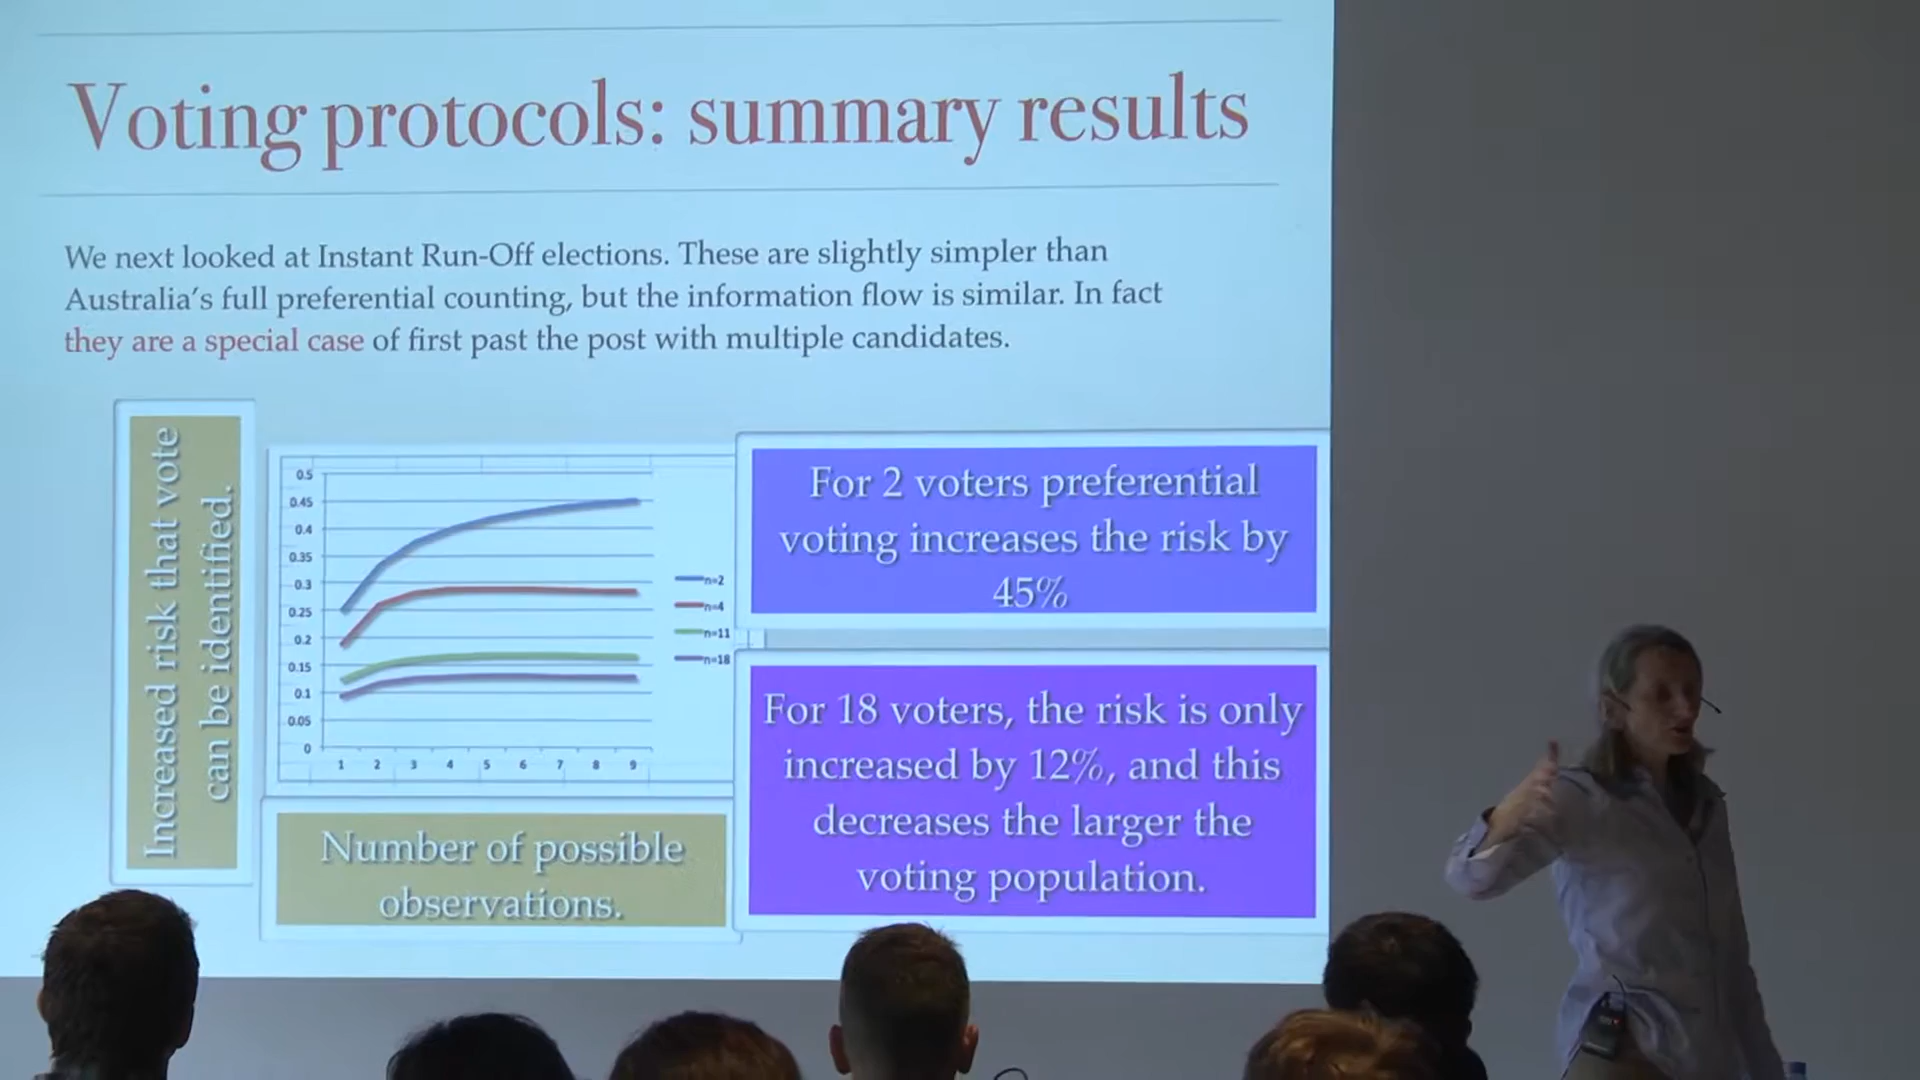 Voting protocols: summary results
We next looked at Instant Run-Off elections. These are slightly simpler than
Australia's full preferential counting, but the information flow is similar. In fact
they are a special case of first past the post with multiple candidates.
Increased risk that vote
can be identified.
0.5
0.45
0.4
0.35
0.3
0.25
0.2
0.15
0.1
0.05
0
1 2 3 4 5 6 7 8 9
n=2
n=4
n=11
n=18
Number of possible
observations.
For 2 voters preferential
voting increases the risk by
45%
For 18 voters, the risk is only
increased by 12%, and this
decreases the larger the
voting population.